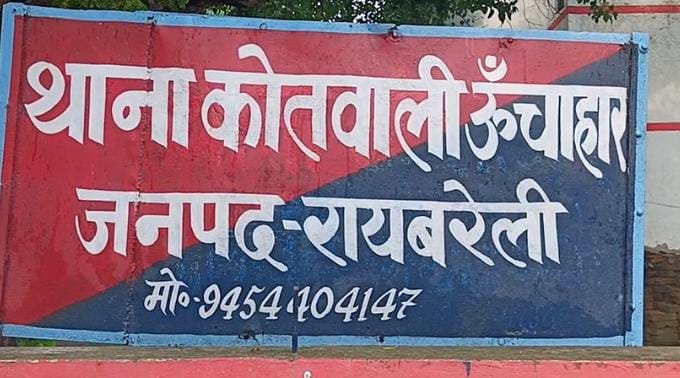 थाना कोतवाली ऊँचाहार
जनपद-रायबरेली
मो०-9454404147